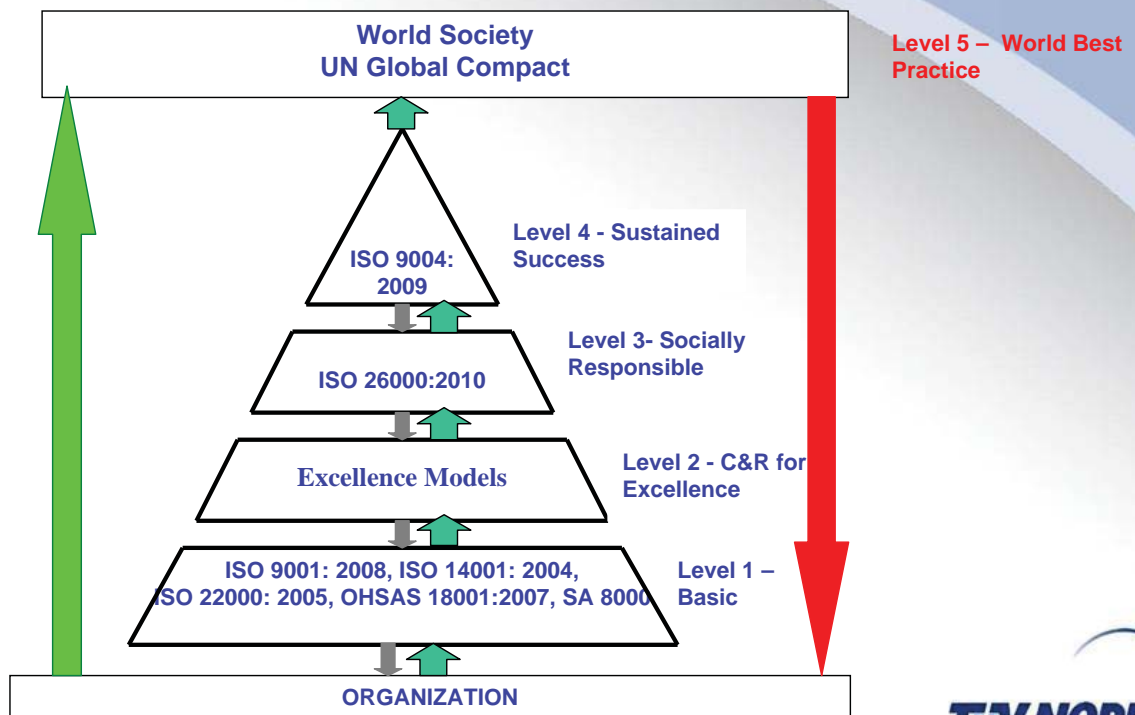 World Society
UN Global Compact
Level 5 – World Best
Practice
Level 4 - Sustained
Success
ISO 9004:
2009
Level 3- Socially
Responsible
ISO 26000:2010
Level 2 - C&R for
Excellence
Excellence Models
ISO 9001: 2008, ISO 14001: 2004,
ISO 22000: 2005, OHSAS 18001:2007, SA 8000
Level 1 –
Basic
ORGANIZATION